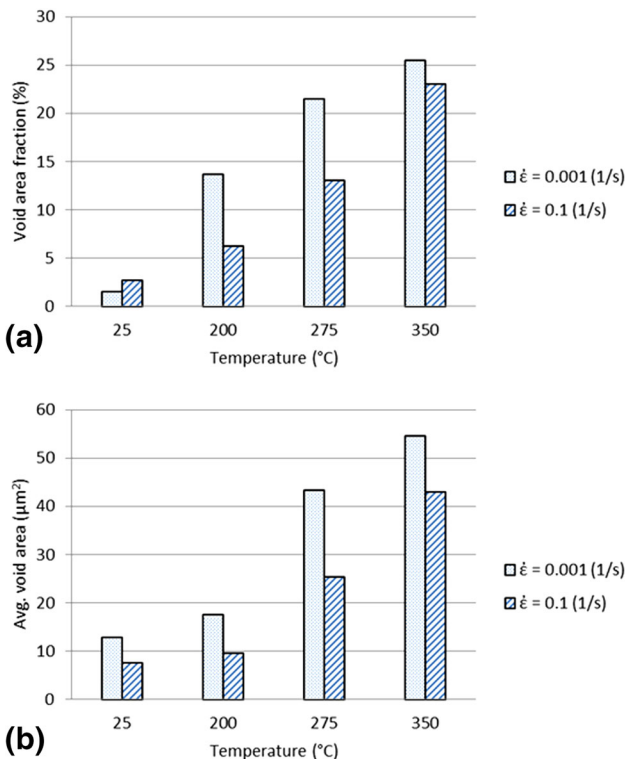 30
25
20
15
10
5
0
Void area fraction (%)
25 200 275 350
Temperature (°C)
ε̇ = 0.001 (1/s)
ε̇ = 0.1 (1/s)
(a)
60
50
40
30
20
10
0
Avg. void area (µm²)
25 200 275 350
Temperature (°C)
ε̇ = 0.001 (1/s)
ε̇ = 0.1 (1/s)
(b)